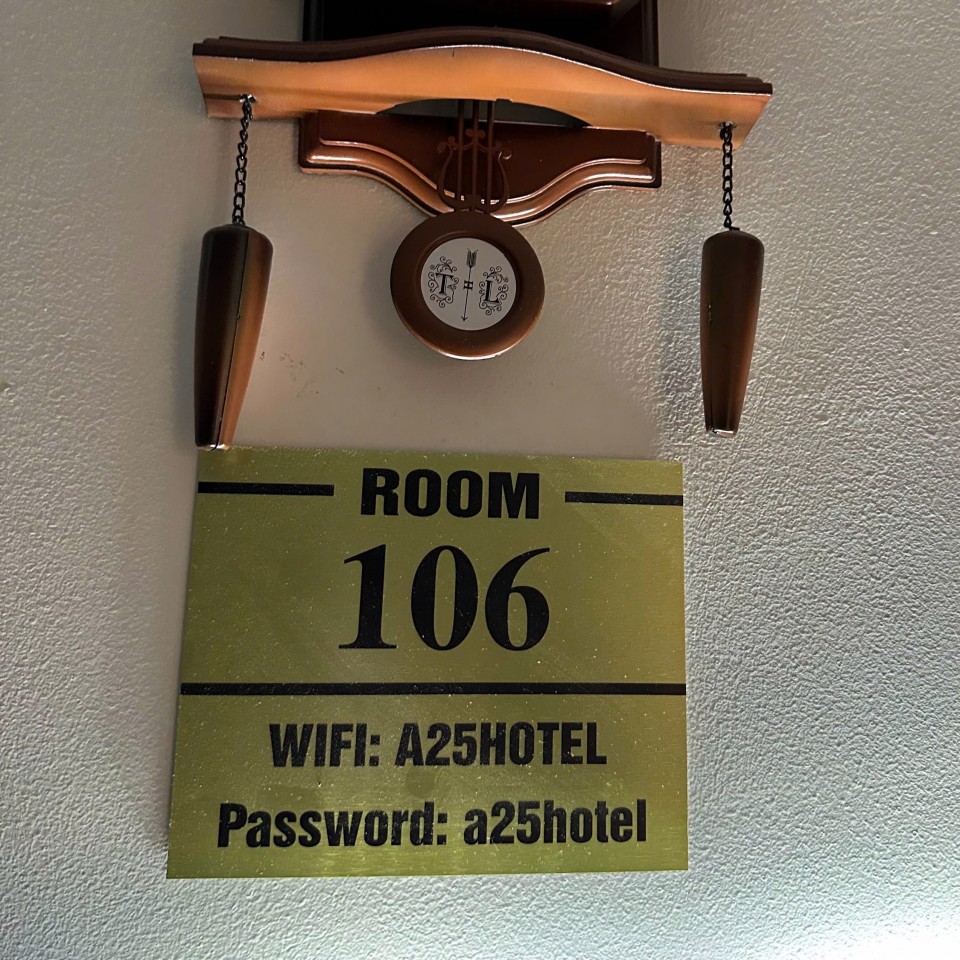 T H L
ROOM
106
WIFI: A25HOTEL
Password: a25hotel